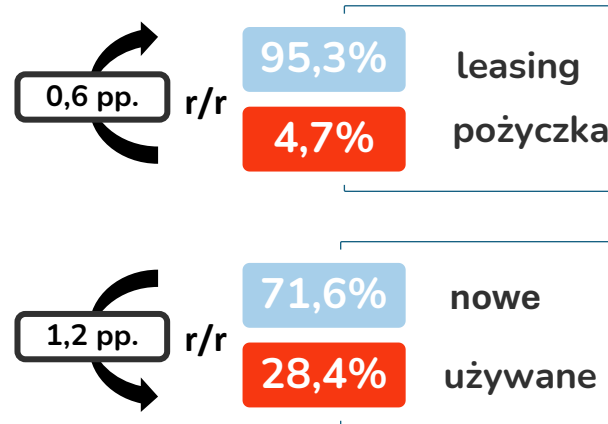 95,3%
leasing
0,6 pp.
r/r
4,7%
pożyczka
71,6%
nowe
1,2 pp.
r/r
28,4%
używane